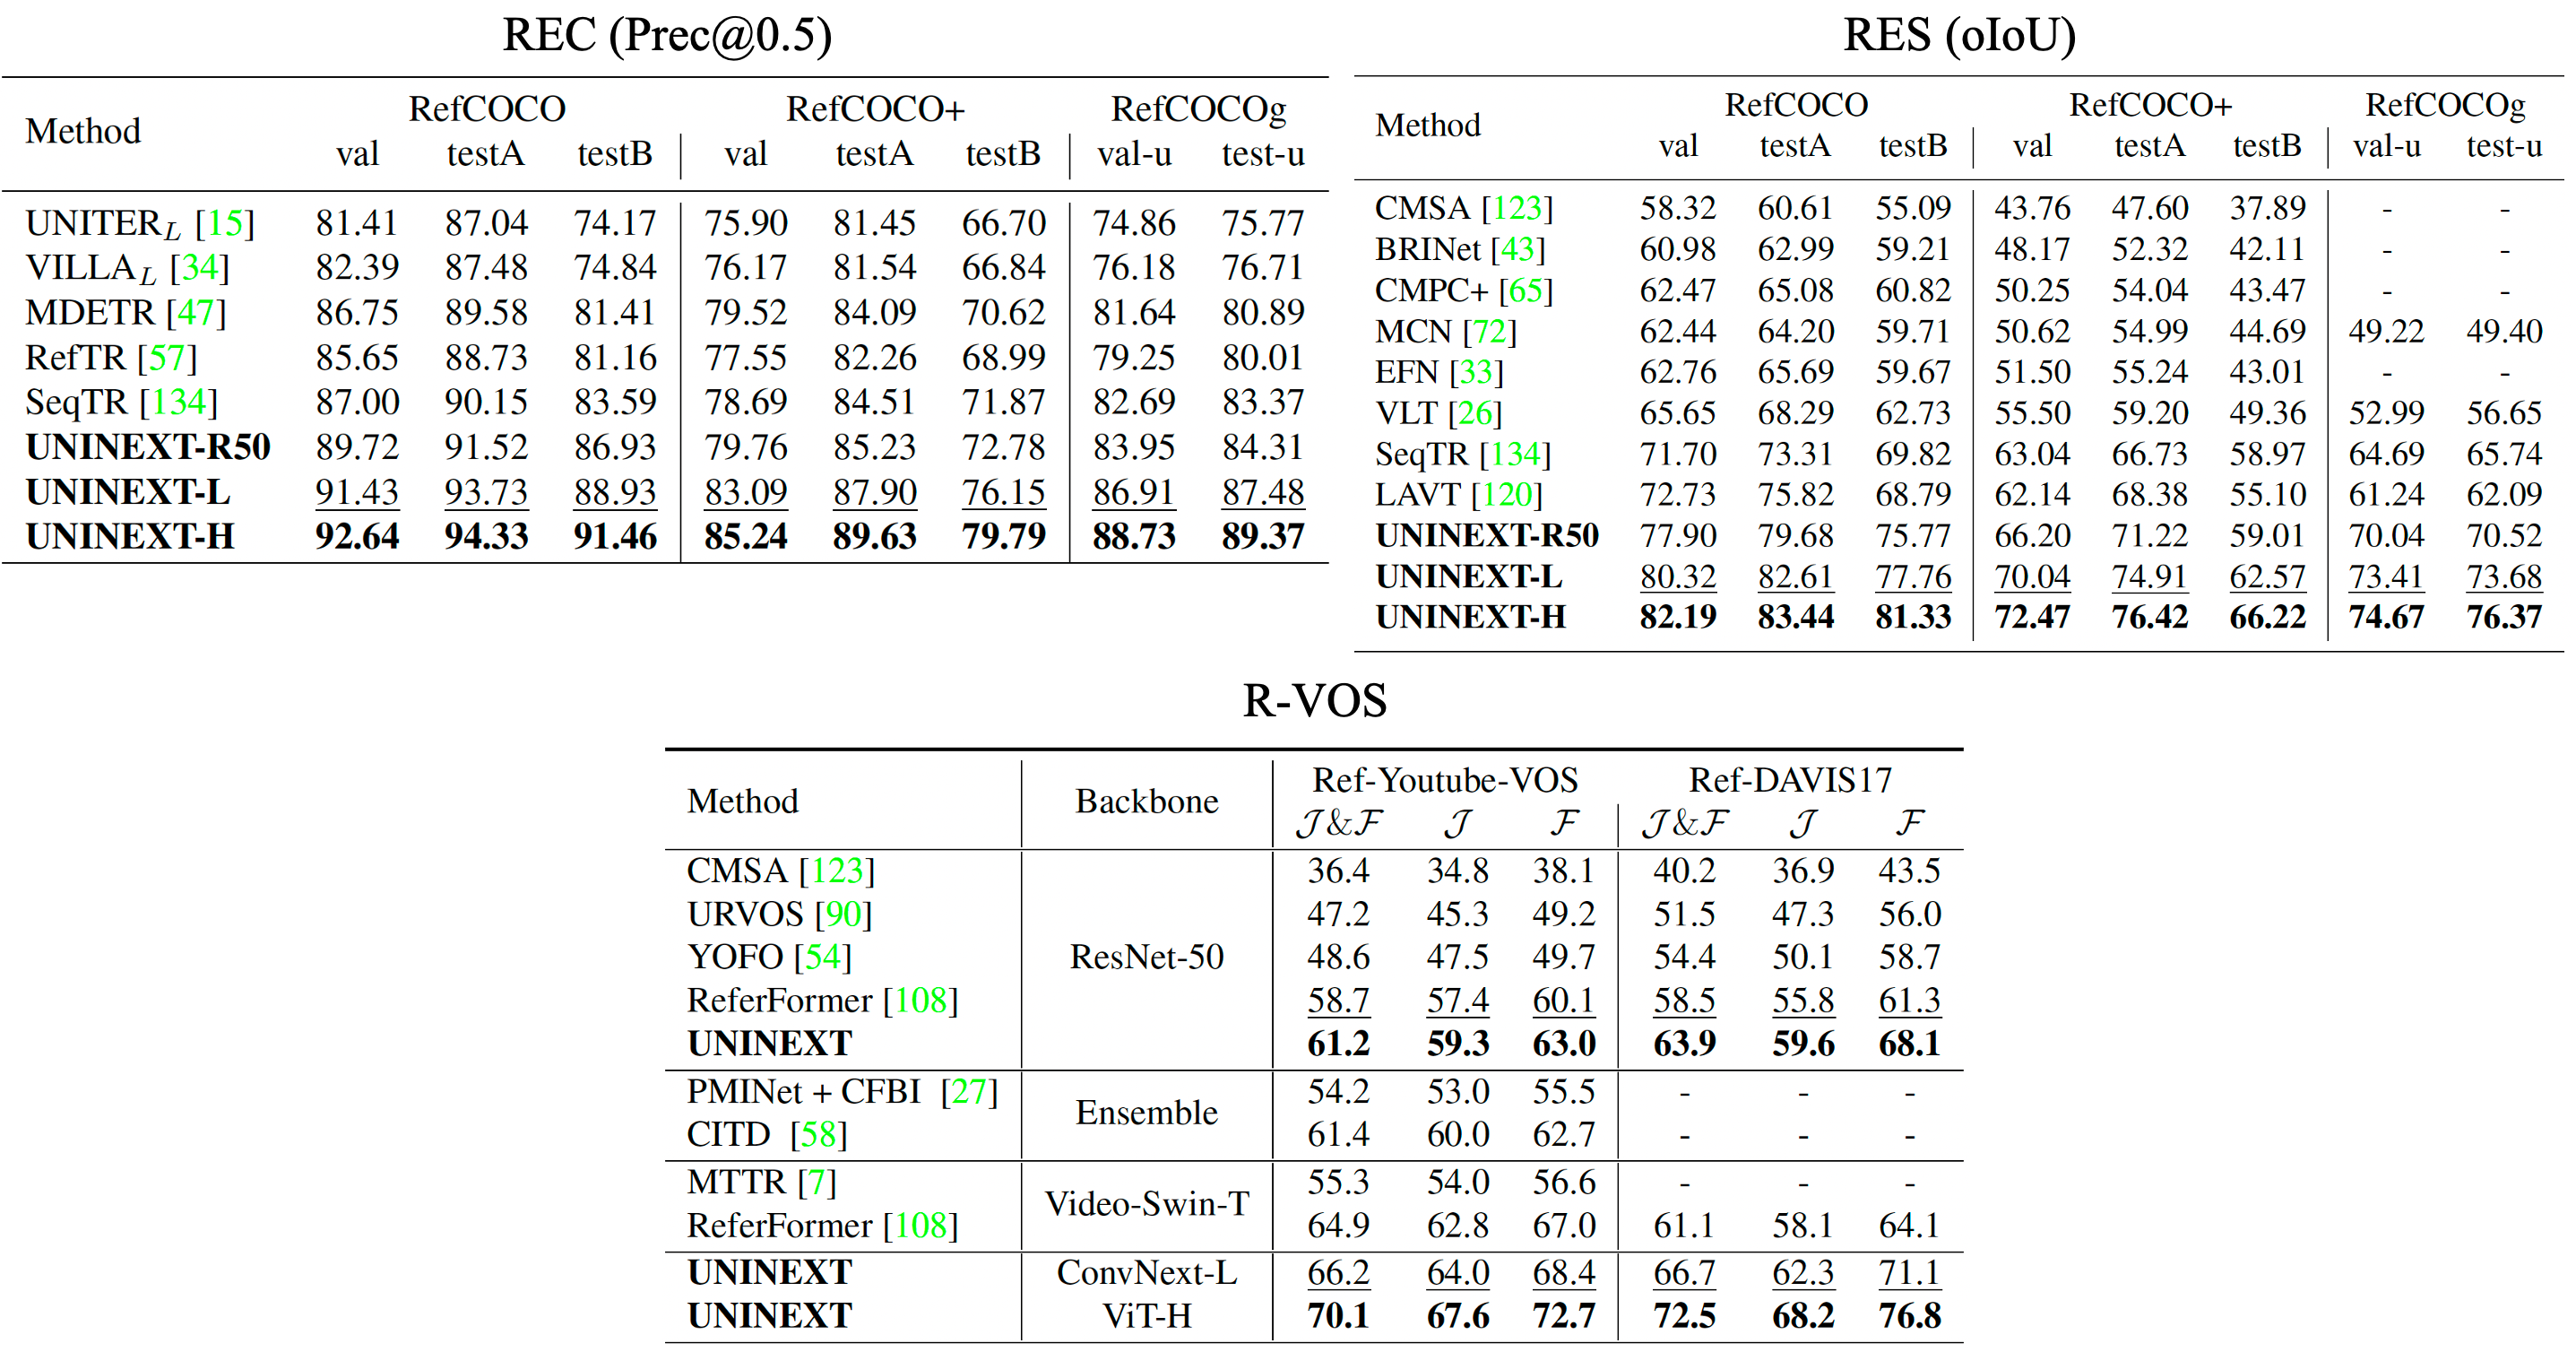 REC (Prec@0.5)
Method RefCOCO RefCOCO+ RefCOCOg
val testA testB val testA testB val-u test-u
UNITER_L [15] 81.41 87.04 74.17 75.90 81.45 66.70 74.86 75.77
VILLA_L [34] 82.39 87.48 74.84 76.17 81.54 66.84 76.18 76.71
MDETR [47] 86.75 89.58 81.41 79.52 84.09 70.62 81.64 80.89
RefTR [57] 85.65 88.73 81.16 77.55 82.26 68.99 79.25 80.01
SeqTR [134] 87.00 90.15 83.59 78.69 84.51 71.87 82.69 83.37
UNINEXT-R50 89.72 91.52 86.93 79.76 85.23 72.78 83.95 84.31
UNINEXT-L 91.43 93.73 88.93 83.09 87.90 76.15 86.91 87.48
UNINEXT-H 92.64 94.33 91.46 85.24 89.63 79.79 88.73 89.37
RES (oIoU)
Method RefCOCO RefCOCO+ RefCOCOg
val testA testB val testA testB val-u test-u
CMSA [123] 58.32 60.61 55.09 43.76 47.60 37.89 - -
BRINet [43] 60.98 62.99 59.21 48.17 52.32 42.11 - -
CMPC+ [65] 62.47 65.08 60.82 50.25 54.04 43.47 - -
MCN [72] 62.44 64.20 59.71 50.62 54.99 44.69 49.22 49.40
EFN [33] 62.76 65.69 59.67 51.50 55.24 43.01 - -
VLT [26] 65.65 68.29 62.73 55.50 59.20 49.36 52.99 56.65
SeqTR [134] 71.70 73.31 69.82 63.04 66.73 58.97 64.69 65.74
LAVT [120] 72.73 75.82 68.79 62.14 68.38 55.10 61.24 62.09
UNINEXT-R50 77.90 79.68 75.77 66.20 71.22 59.01 70.04 70.52
UNINEXT-L 80.32 82.61 77.76 70.04 74.91 62.57 73.41 73.68
UNINEXT-H 82.19 83.44 81.33 72.47 76.42 66.22 74.67 76.37
R-VOS
Method Backbone Ref-Youtube-VOS Ref-DAVIS17
𝒥&ℱ 𝒥 ℱ 𝒥&ℱ 𝒥 ℱ
CMSA [123] 36.4 34.8 38.1 40.2 36.9 43.5
URVOS [90] 47.2 45.3 49.2 51.5 47.3 56.0
YOFO [54] ResNet-50 48.6 47.5 49.7 54.4 50.1 58.7
ReferFormer [108] 58.7 57.4 60.1 58.5 55.8 61.3
UNINEXT 61.2 59.3 63.0 63.9 59.6 68.1
PMINet + CFBI [27] Ensemble 54.2 53.0 55.5 - - -
CITD [58] 61.4 60.0 62.7 - - -
MTTR [7] Video-Swin-T 55.3 54.0 56.6 - - -
ReferFormer [108] 64.9 62.8 67.0 61.1 58.1 64.1
UNINEXT ConvNext-L 66.2 64.0 68.4 66.7 62.3 71.1
UNINEXT ViT-H 70.1 67.6 72.7 72.5 68.2 76.8